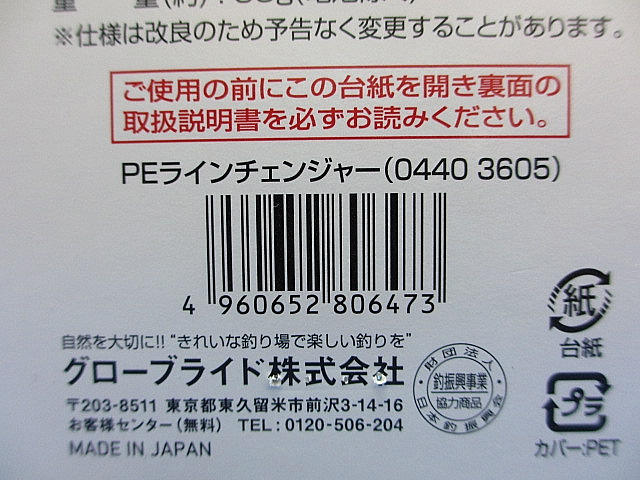 ※仕様は改良のため予告なく変更することがあります。
ご使用の前にこの台紙を開き裏面の
取扱説明書を必ずお読みください。
PEラインチェンジャー(0440 3605)
4 960652 806473
自然を大切に!! “きれいな釣り場で楽しい釣りを”
グローブライド株式会社
〒203-8511 東京都東久留米市前沢3-14-16
お客様センター(無料) TEL:0120-506-204
MADE IN JAPAN
財団法人
釣振興事業
協力商品
日本釣振興会
紙
台紙
プラ
カバー:PET